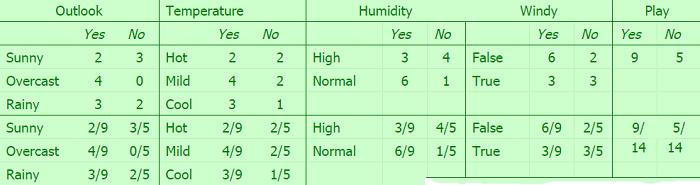 Outlook Temperature Humidity Windy Play
Yes No Yes No Yes No Yes No Yes No
Sunny 2 3 Hot 2 2 High 3 4 False 6 2 9 5
Overcast 4 0 Mild 4 2 Normal 6 1 True 3 3
Rainy 3 2 Cool 3 1
Sunny 2/9 3/5 Hot 2/9 2/5 High 3/9 4/5 False 6/9 2/5 9/ 5/
Overcast 4/9 0/5 Mild 4/9 2/5 Normal 6/9 1/5 True 3/9 3/5 14 14
Rainy 3/9 2/5 Cool 3/9 1/5